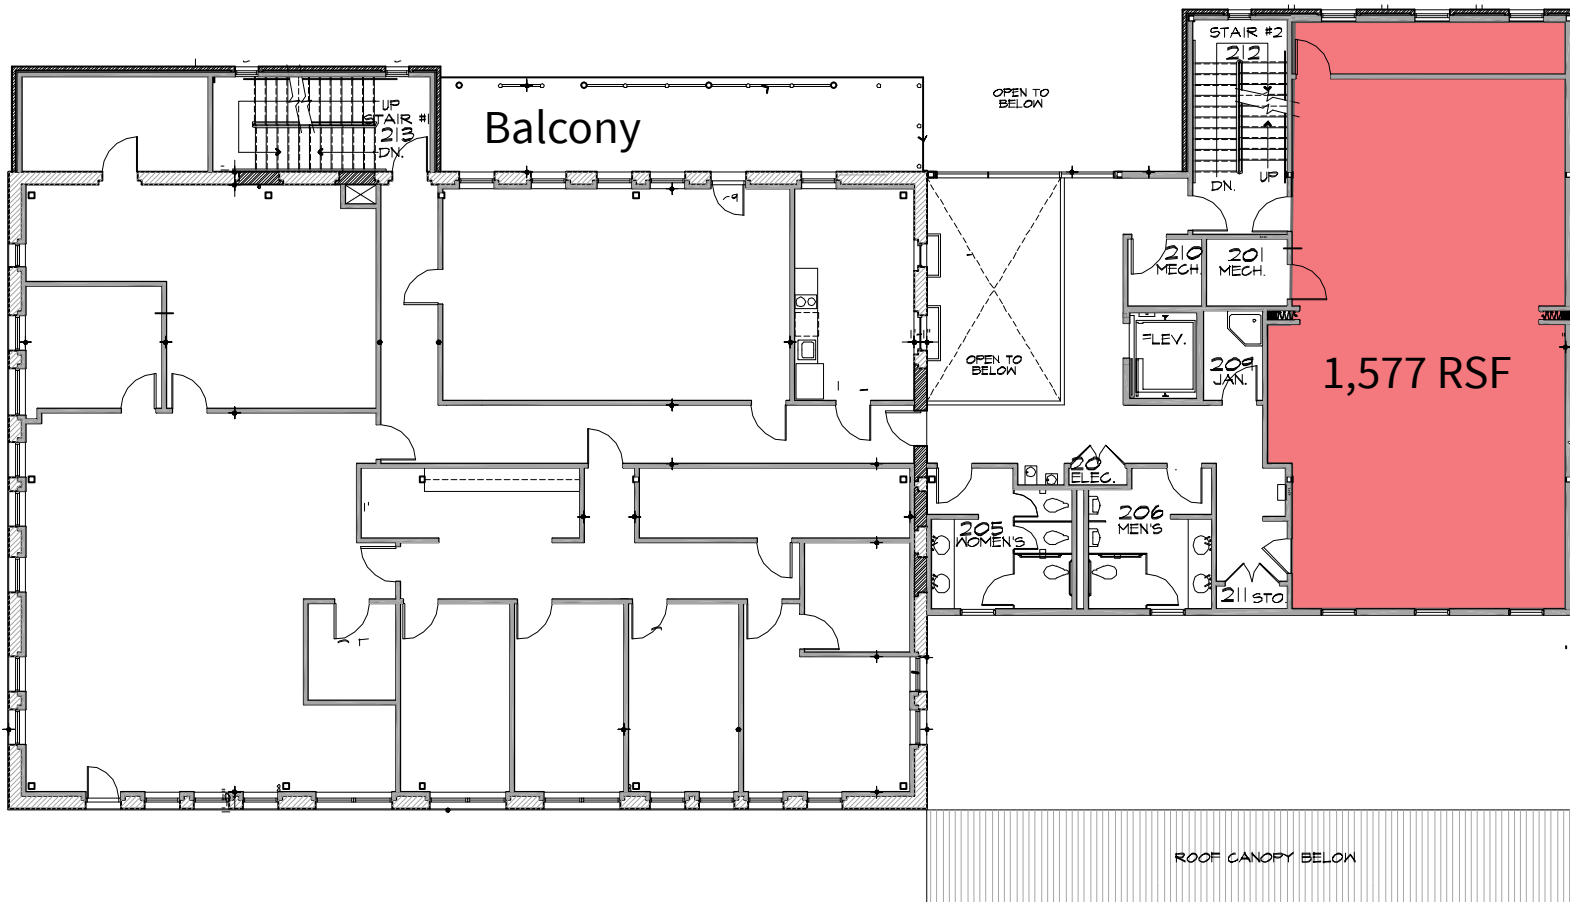 STAIR #2
212
OPEN TO
BELOW
UP
STAIR #1
213
DN.
Balcony
DN.
UP
210
MECH.
201
MECH.
OPEN TO
BELOW
ELEV.
209
JAN.
1,577 RSF
20
ELEC.
205
WOMEN'S
206
MEN'S
211 STO.
ROOF CANOPY BELOW